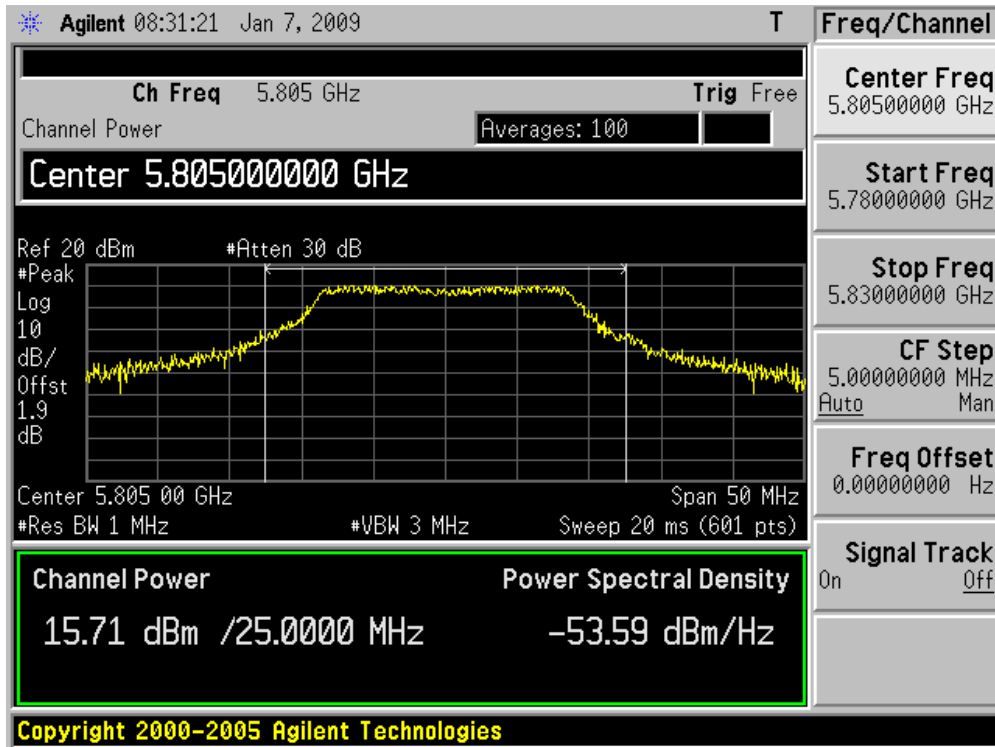 Agilent 08:31:21 Jan 7, 2009 T
Freq/Channel
Ch Freq 5.805 GHz Trig Free
Channel Power Averages: 100
Center 5.805000000 GHz
Ref 20 dBm #Atten 30 dB
#Peak
Log
10
dB/
Offst
1.9
dB
Center 5.805 00 GHz Span 50 MHz
#Res BW 1 MHz #VBW 3 MHz Sweep 20 ms (601 pts)
Channel Power Power Spectral Density
15.71 dBm /25.0000 MHz -53.59 dBm/Hz
Center Freq
5.80500000 GHz
Start Freq
5.78000000 GHz
Stop Freq
5.83000000 GHz
CF Step
5.00000000 MHz
Auto Man
Freq Offset
0.00000000 Hz
Signal Track
On Off
Copyright 2000-2005 Agilent Technologies